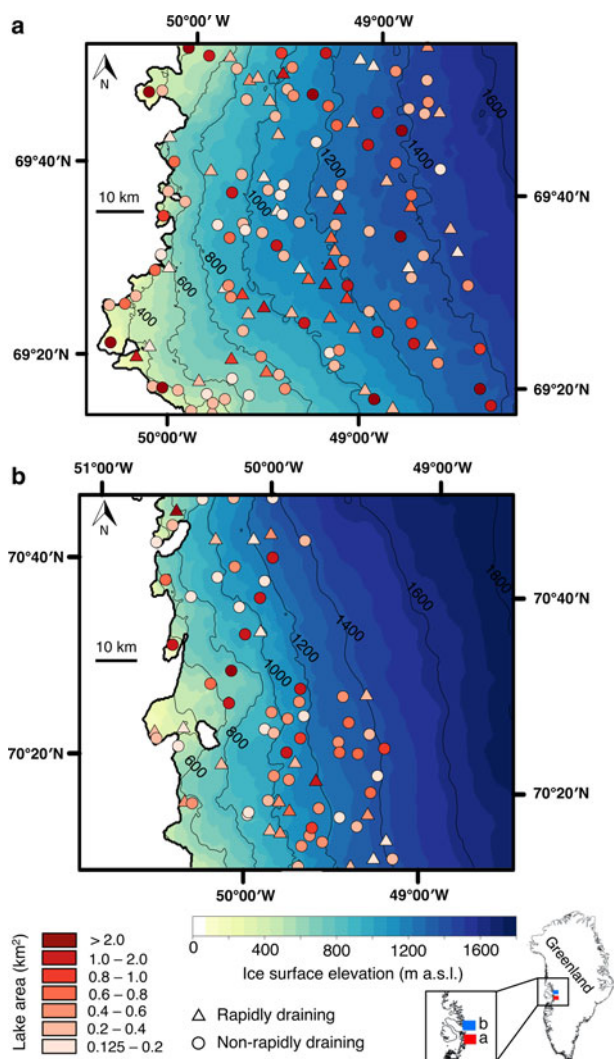 50°00′W 49°00′W
a
N
69°40′N
69°40′N
10 km
69°20′N
69°20′N
1600
1400
1200
1000
800
600
400
50°00′W 49°00′W
b
51°00′W 50°00′W 49°00′W
N
70°40′N
70°40′N
10 km
70°20′N
70°20′N
1800
1600
1400
1200
1000
800
600
50°00′W 49°00′W
Lake area (km²)
> 2.0
1.0 – 2.0
0.8 – 1.0
0.6 – 0.8
0.4 – 0.6
0.2 – 0.4
0.125 – 0.2
0 400 800 1200 1600
Ice surface elevation (m a.s.l.)
Rapidly draining
Non-rapidly draining
Greenland
b
a